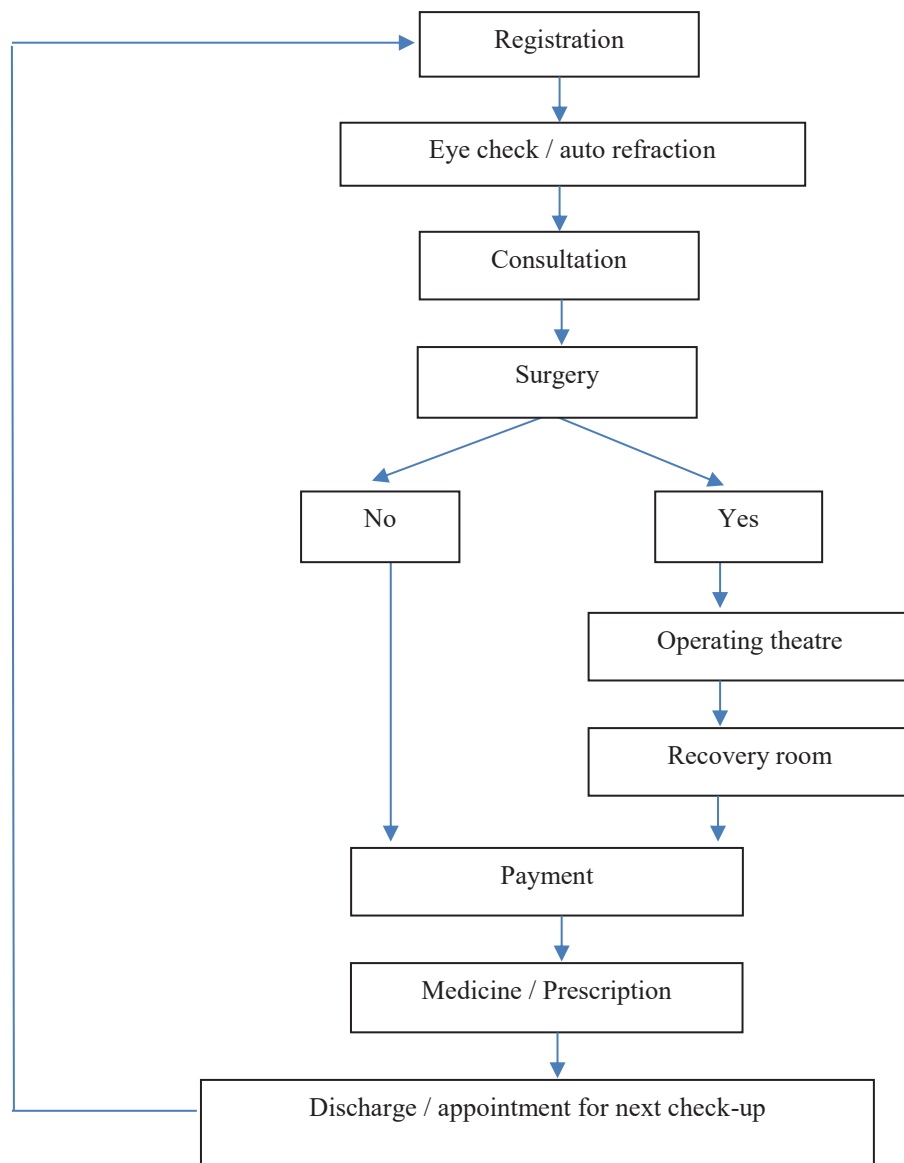 Registration
Eye check / auto refraction
Consultation
Surgery
No
Yes
Operating theatre
Recovery room
Payment
Medicine / Prescription
Discharge / appointment for next check-up